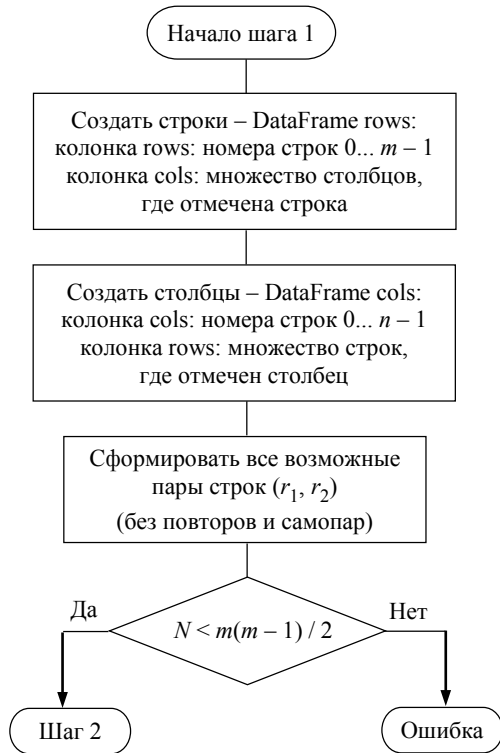 Начало шага 1
Создать строки – DataFrame rows:
колонка rows: номера строк 0... m – 1
колонка cols: множество столбцов,
где отмечена строка
Создать столбцы – DataFrame cols:
колонка cols: номера строк 0... n – 1
колонка rows: множество строк,
где отмечен столбец
Сформировать все возможные
пары строк (r₁, r₂)
(без повторов и самопар)
Да
N < m(m – 1) / 2
Нет
Шаг 2
Ошибка